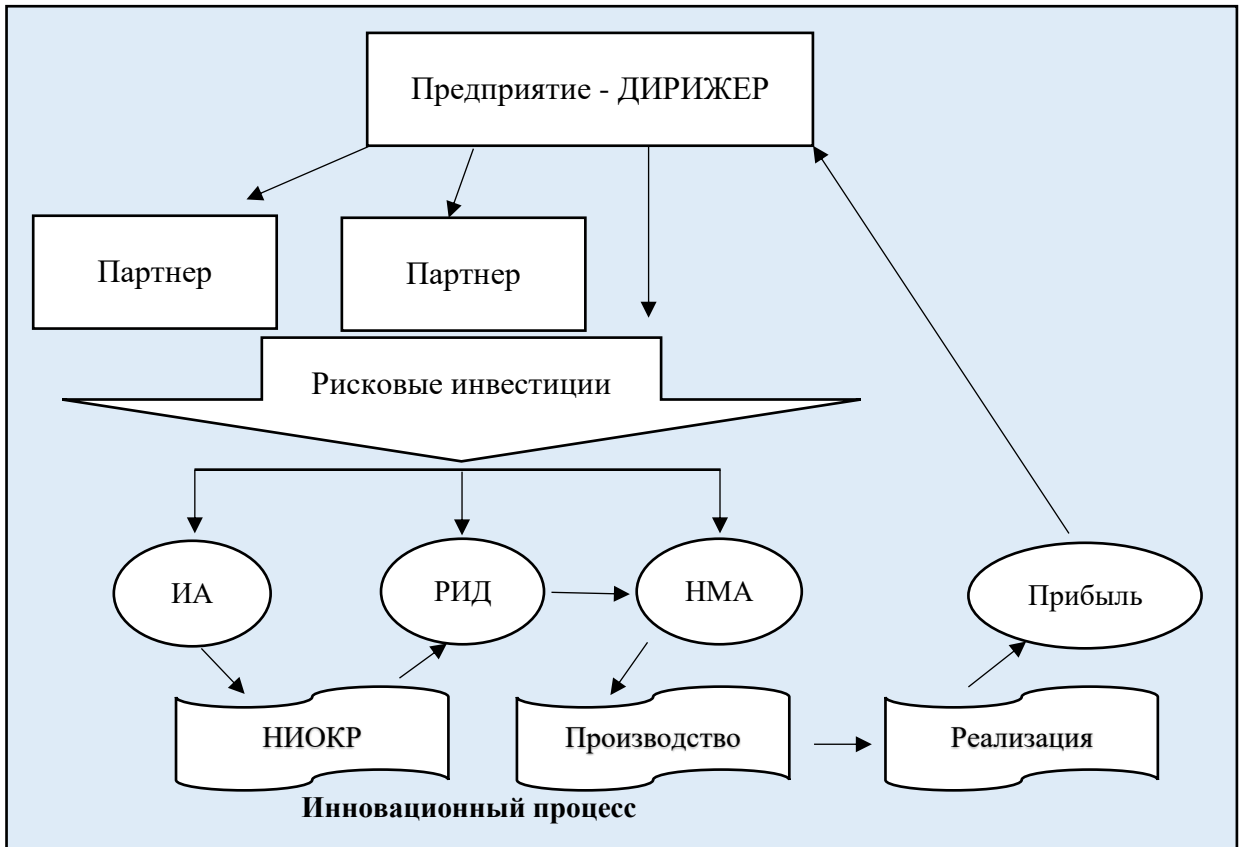 Предприятие - ДИРИЖЕР
Партнер
Партнер
Рисковые инвестиции
ИА
РИД
НМА
Прибыль
НИОКР
Производство
Реализация
Инновационный процесс